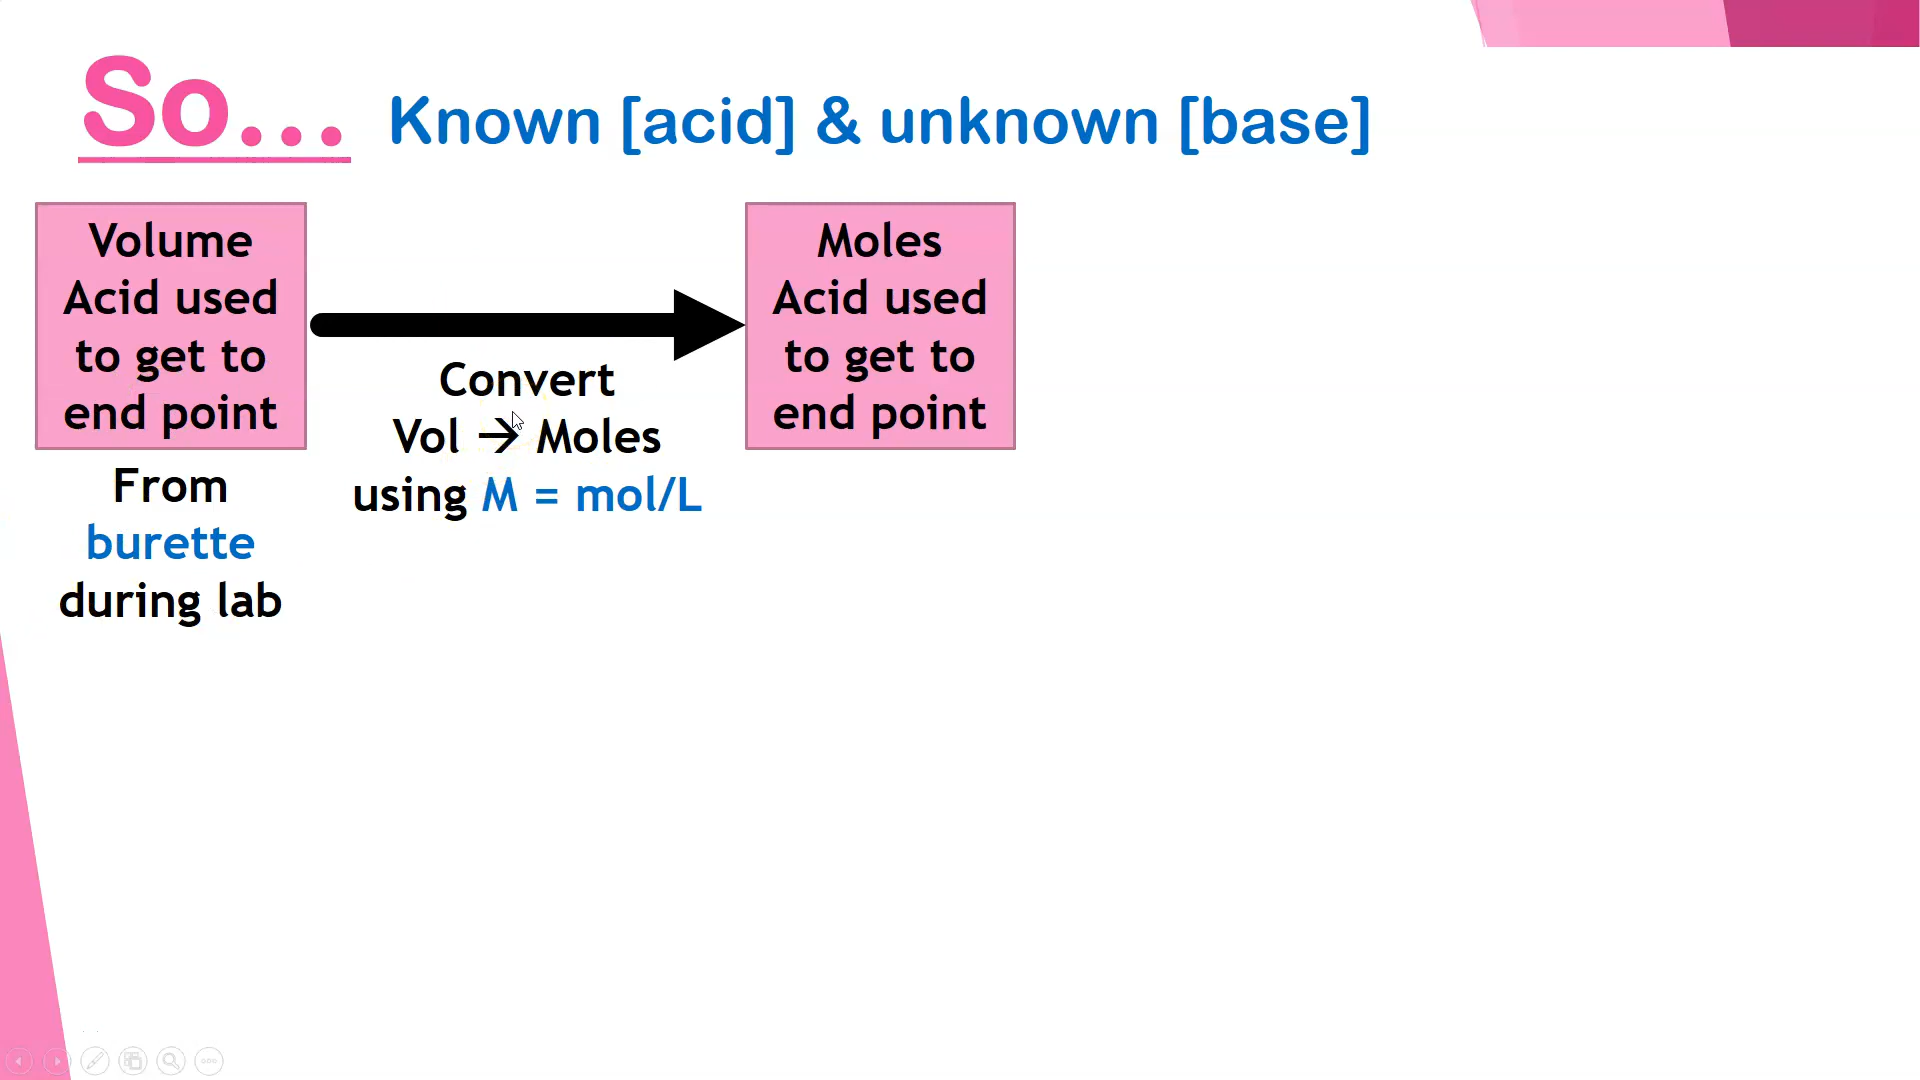 So... Known [acid] & unknown [base]
Volume
Acid used
to get to
end point
From
burette
during lab
Convert
Vol → Moles
using M = mol/L
Moles
Acid used
to get to
end point